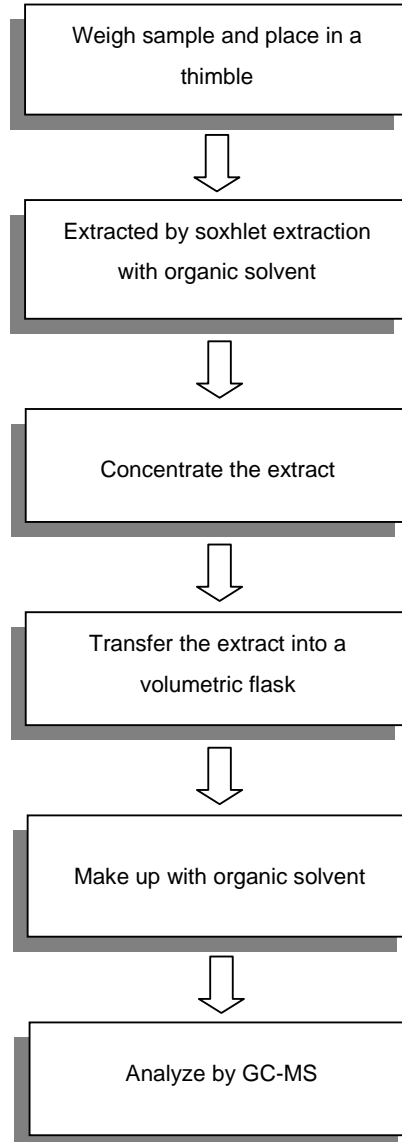 Weigh sample and place in a
thimble
Extracted by soxhlet extraction
with organic solvent
Concentrate the extract
Transfer the extract into a
volumetric flask
Make up with organic solvent
Analyze by GC-MS